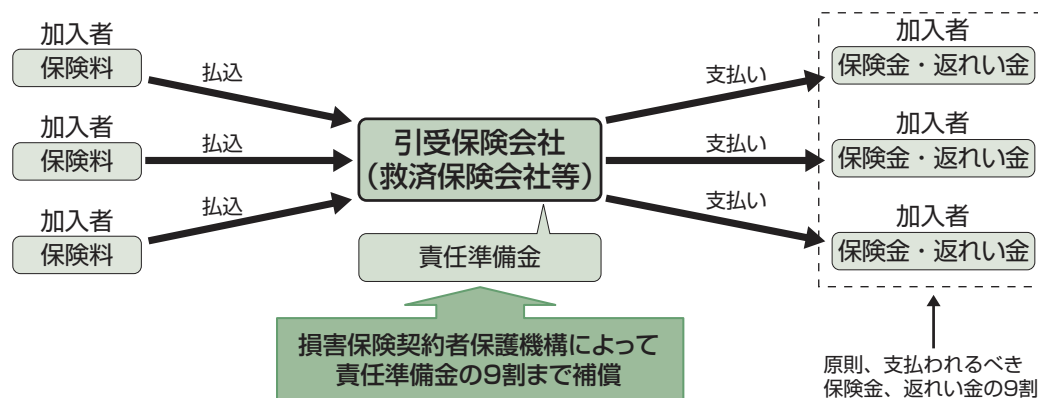 加入者
保険料
払込
加入者
保険料
払込
加入者
保険料
払込
引受保険会社
（救済保険会社等）
責任準備金
損害保険契約者保護機構によって
責任準備金の9割まで補償
支払い
加入者
保険金・返れい金
支払い
加入者
保険金・返れい金
支払い
加入者
保険金・返れい金
原則、支払われるべき
保険金、返れい金の9割